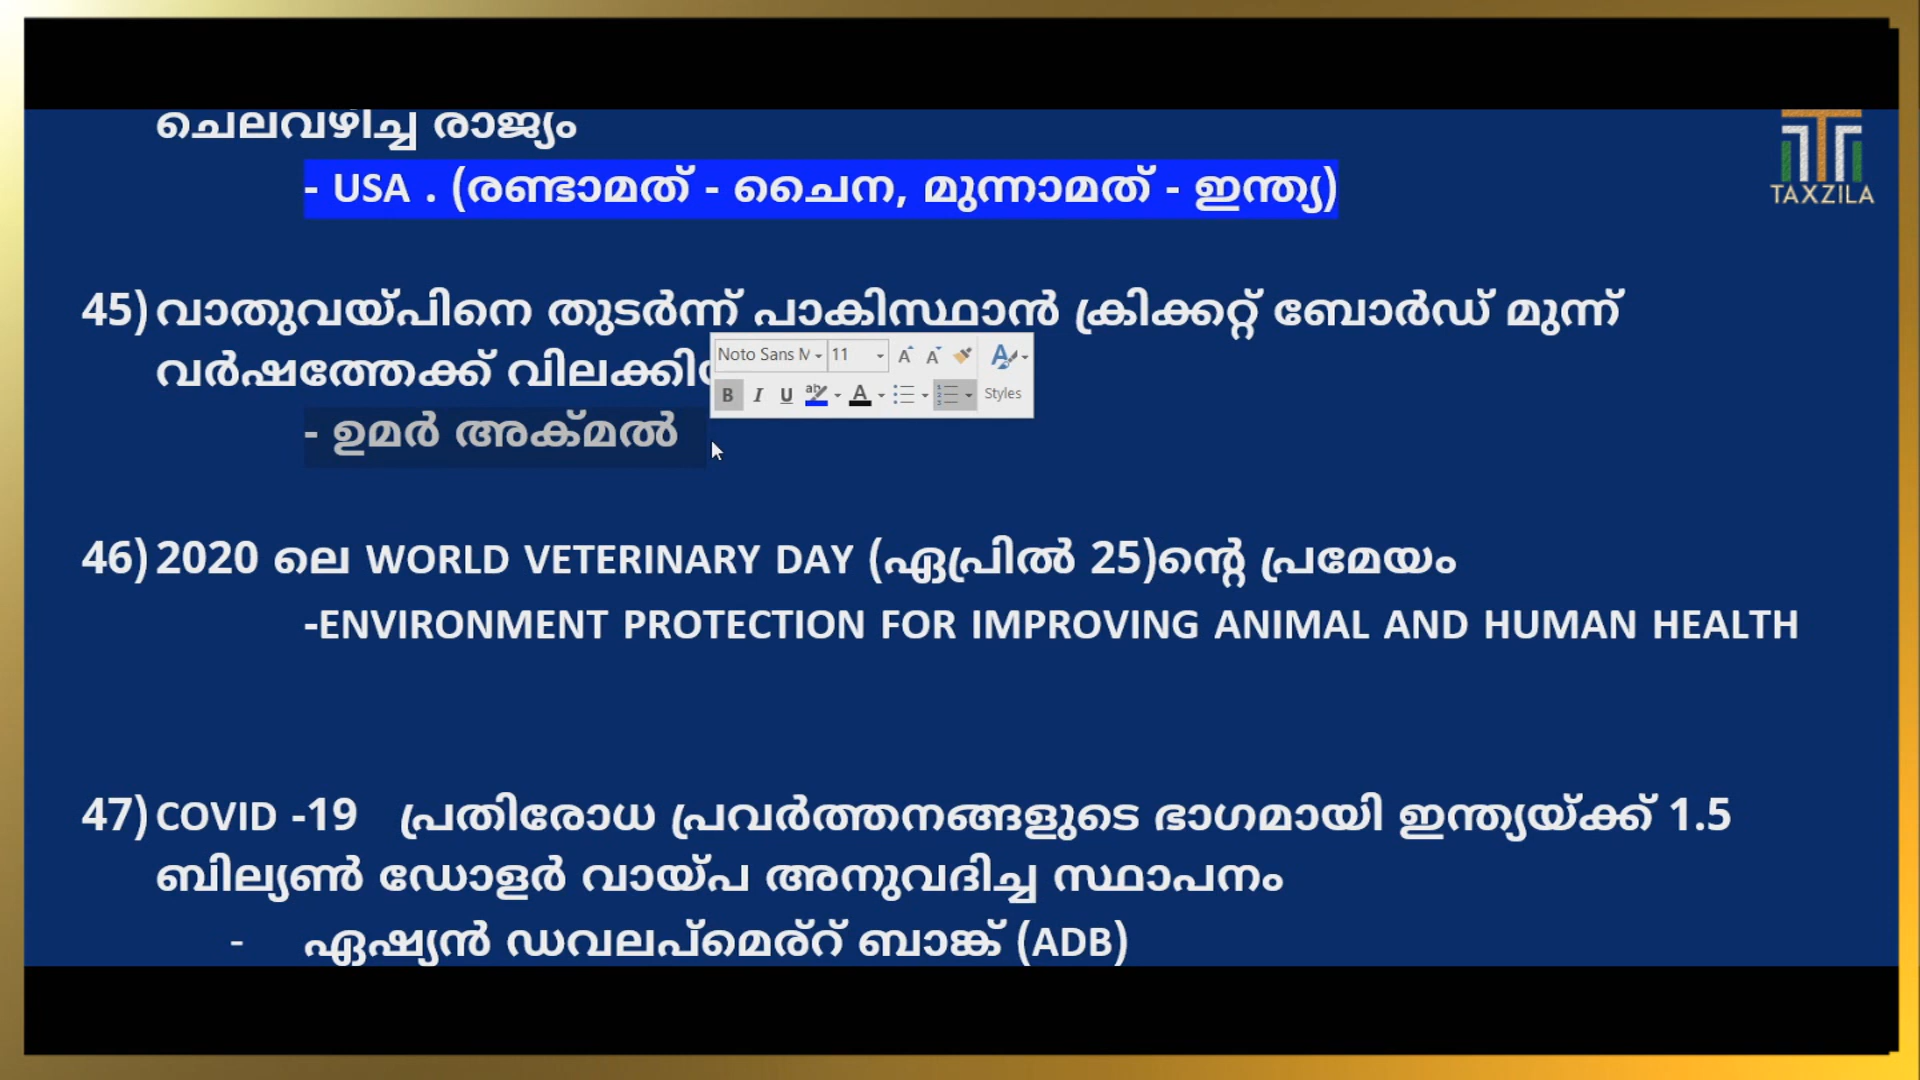 ചെലവഴിച്ച രാജ്യം
- USA . (രണ്ടാമത് - ചൈന, മുന്നാമത് - ഇന്ത്യ)
TAXZILA
45) വാതുവയ്പിനെ തുടർന്ന് പാകിസ്ഥാൻ ക്രിക്കറ്റ് ബോർഡ് മുന്ന്
വർഷത്തേക്ക്
Noto Sans M 11
B I U Styles
- ഉമർ അക്മൽ
46) 2020 ലെ WORLD VETERINARY DAY (ഏപ്രിൽ 25)ന്റെ പ്രമേയം
-ENVIRONMENT PROTECTION FOR IMPROVING ANIMAL AND HUMAN HEALTH
47) COVID -19 പ്രതിരോധ പ്രവർത്തനങ്ങളുടെ ഭാഗമായി ഇന്ത്യയ്ക്ക് 1.5
ബില്യൺ ഡോളർ വായ്പ അനുവദിച്ച സ്ഥാപനം
- ഏഷ്യൻ ഡവലപ്മെര്റ് ബാങ്ക് (ADB)